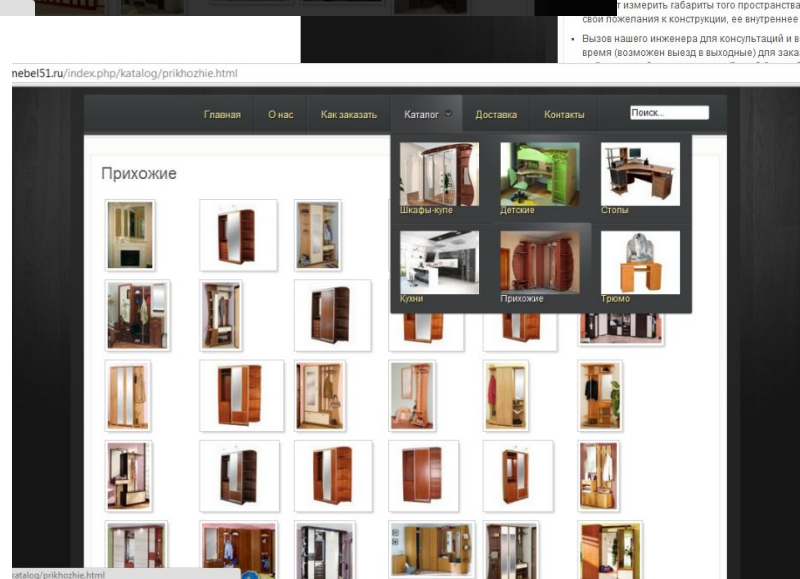 т измерить габариты того пространства
свои пожелания к конструкции, ее внутреннее
• Вызов нашего инженера для консультаций и в
время (возможен выезд в выходные) для зака
mebel51.ru/index.php/katalog/prikhozhie.html
Главная О нас Как заказать Каталог Доставка Контакты Поиск...
Прихожие
Шкафы-купе Детские Столы
Кухни Прихожие Трюмо
katalog/prikhozhie.html